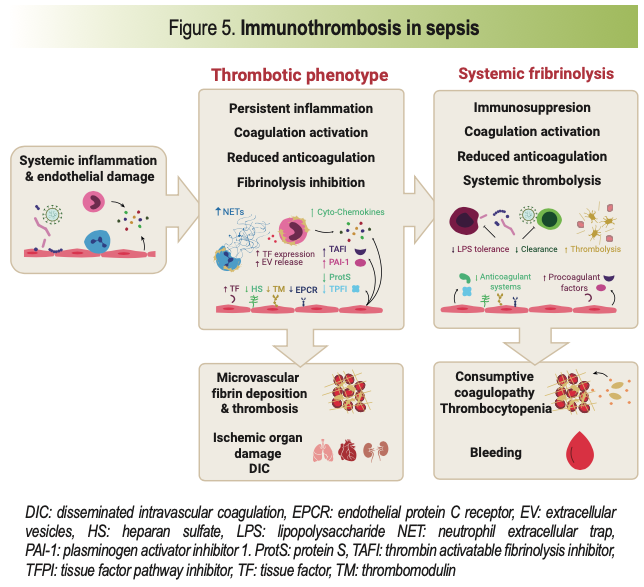 Figure 5. Immunothrombosis in sepsis
Thrombotic phenotype
Systemic fribrinolysis
Systemic inflammation
& endothelial damage
Persistent inflammation
Coagulation activation
Reduced anticoagulation
Fibrinolysis inhibition
↑ NETs
↑ Cyto-Chemokines
↑ TF expression
↑ EV release
↑ TAFI
↑ PAI-1
↓ ProtS
↓ TPFI
↑ TF ↓ HS ↓ TM ↓ EPCR
Immunosuppresion
Coagulation activation
Reduced anticoagulation
Systemic thrombolysis
↓ LPS tolerance
↓ Clearance
↑ Thrombolysis
↓ Anticoagulant
systems
↑ Procoagulant
factors
Microvascular
fibrin deposition
& thrombosis
Ischemic organ
damage
DIC
Consumptive
coagulopathy
Thrombocytopenia
Bleeding
DIC: disseminated intravascular coagulation, EPCR: endothelial protein C receptor, EV: extracellular
vesicles, HS: heparan sulfate, LPS: lipopolysaccharide NET: neutrophil extracellular trap,
PAI-1: plasminogen activator inhibitor 1. ProtS: protein S, TAFI: thrombin activatable fibrinolysis inhibitor,
TFPI: tissue factor pathway inhibitor, TF: tissue factor, TM: thrombomodulin